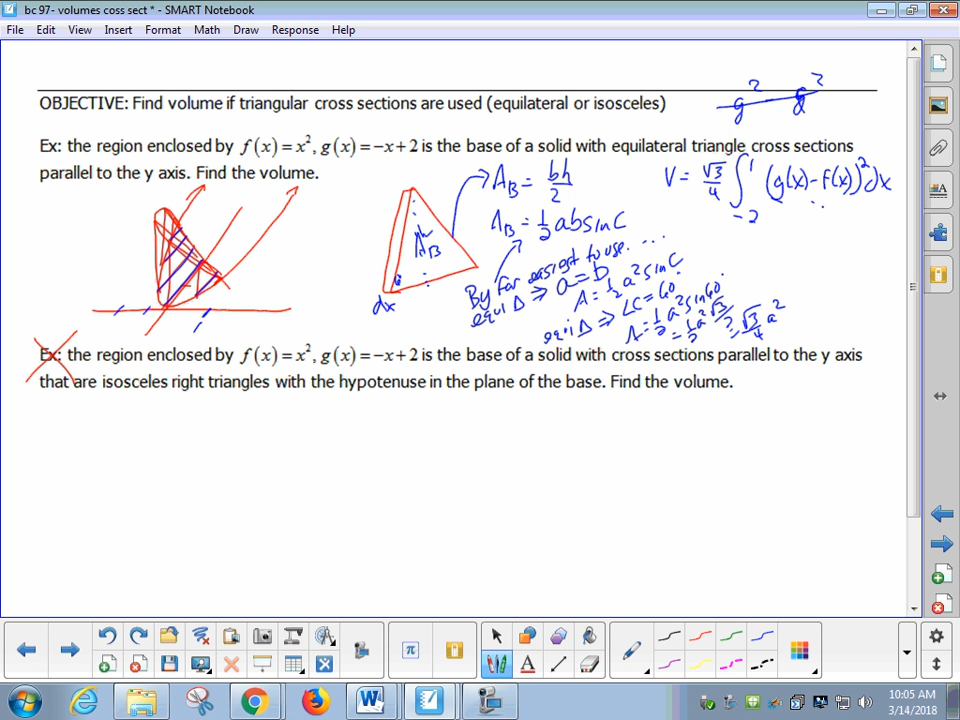 bc 97- volumes coss sect * - SMART Notebook
File Edit View Insert Format Math Draw Response Help
OBJECTIVE: Find volume if triangular cross sections are used (equilateral or isosceles)
g² g²
Ex: the region enclosed by f(x) = x², g(x) = −x + 2 is the base of a solid with equilateral triangle cross sections
parallel to the y axis. Find the volume.
V = √3/4 ∫₋₂¹ (g(x) − f(x))² dx
A_B = bh/2
A_B = ½ ab sin C
A_B
dx
By far easiest to use. ...
equi Δ ⇒ a = b
A = ½ a² sin C
equi Δ ⇒ ∠C = 60°
A = ½ a² sin 60
= ½ a² √3/2 = √3/4 a²
Ex: the region enclosed by f(x) = x², g(x) = −x + 2 is the base of a solid with cross sections parallel to the y axis
that are isosceles right triangles with the hypotenuse in the plane of the base. Find the volume.
π
A
W
10:05 AM
3/14/2018